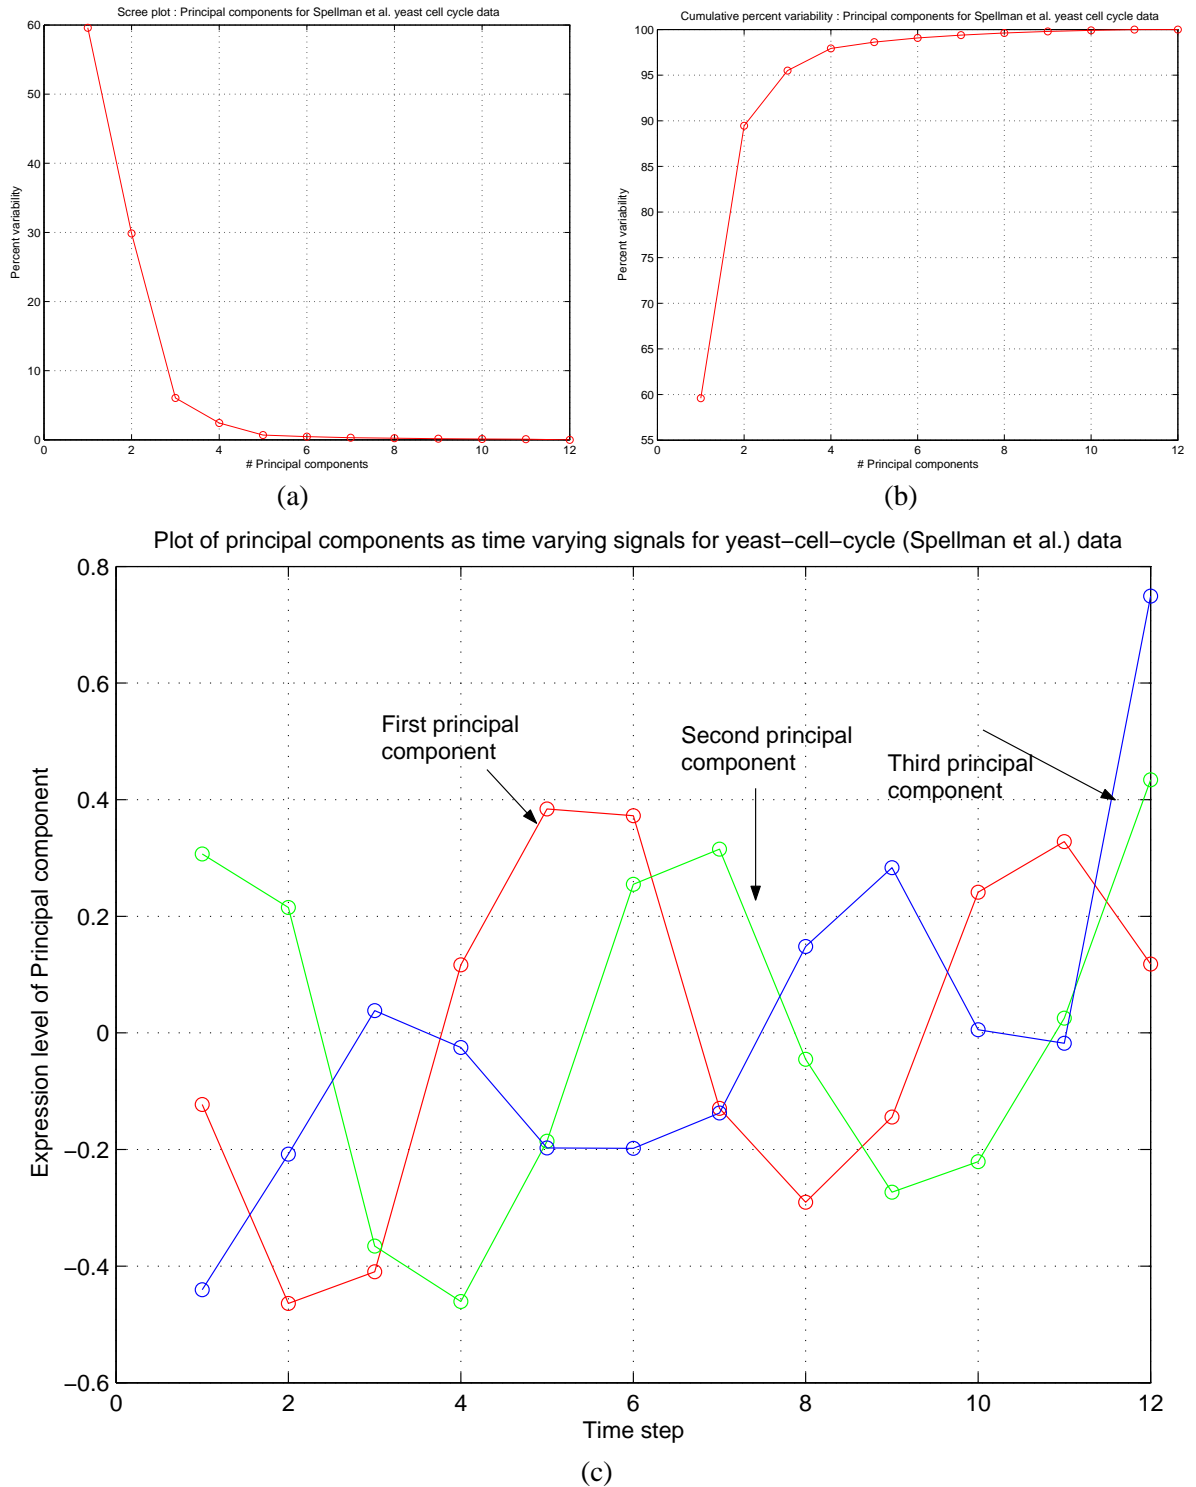 Scree plot : Principal components for Spellman et al. yeast cell cycle data
60
50
40
30
20
10
0
0 2 4 6 8 10 12
Percent variability
# Principal components
(a)
Cumulative percent variability : Principal components for Spellman et al. yeast cell cycle data
100
95
90
85
80
75
70
65
60
55
0 2 4 6 8 10 12
Percent variability
# Principal components
(b)
Plot of principal components as time varying signals for yeast−cell−cycle (Spellman et al.) data
0.8
0.6
0.4
0.2
0
−0.2
−0.4
−0.6
0 2 4 6 8 10 12
Expression level of Principal component
First principal
component
Second principal
component
Third principal
component
Time step
(c)